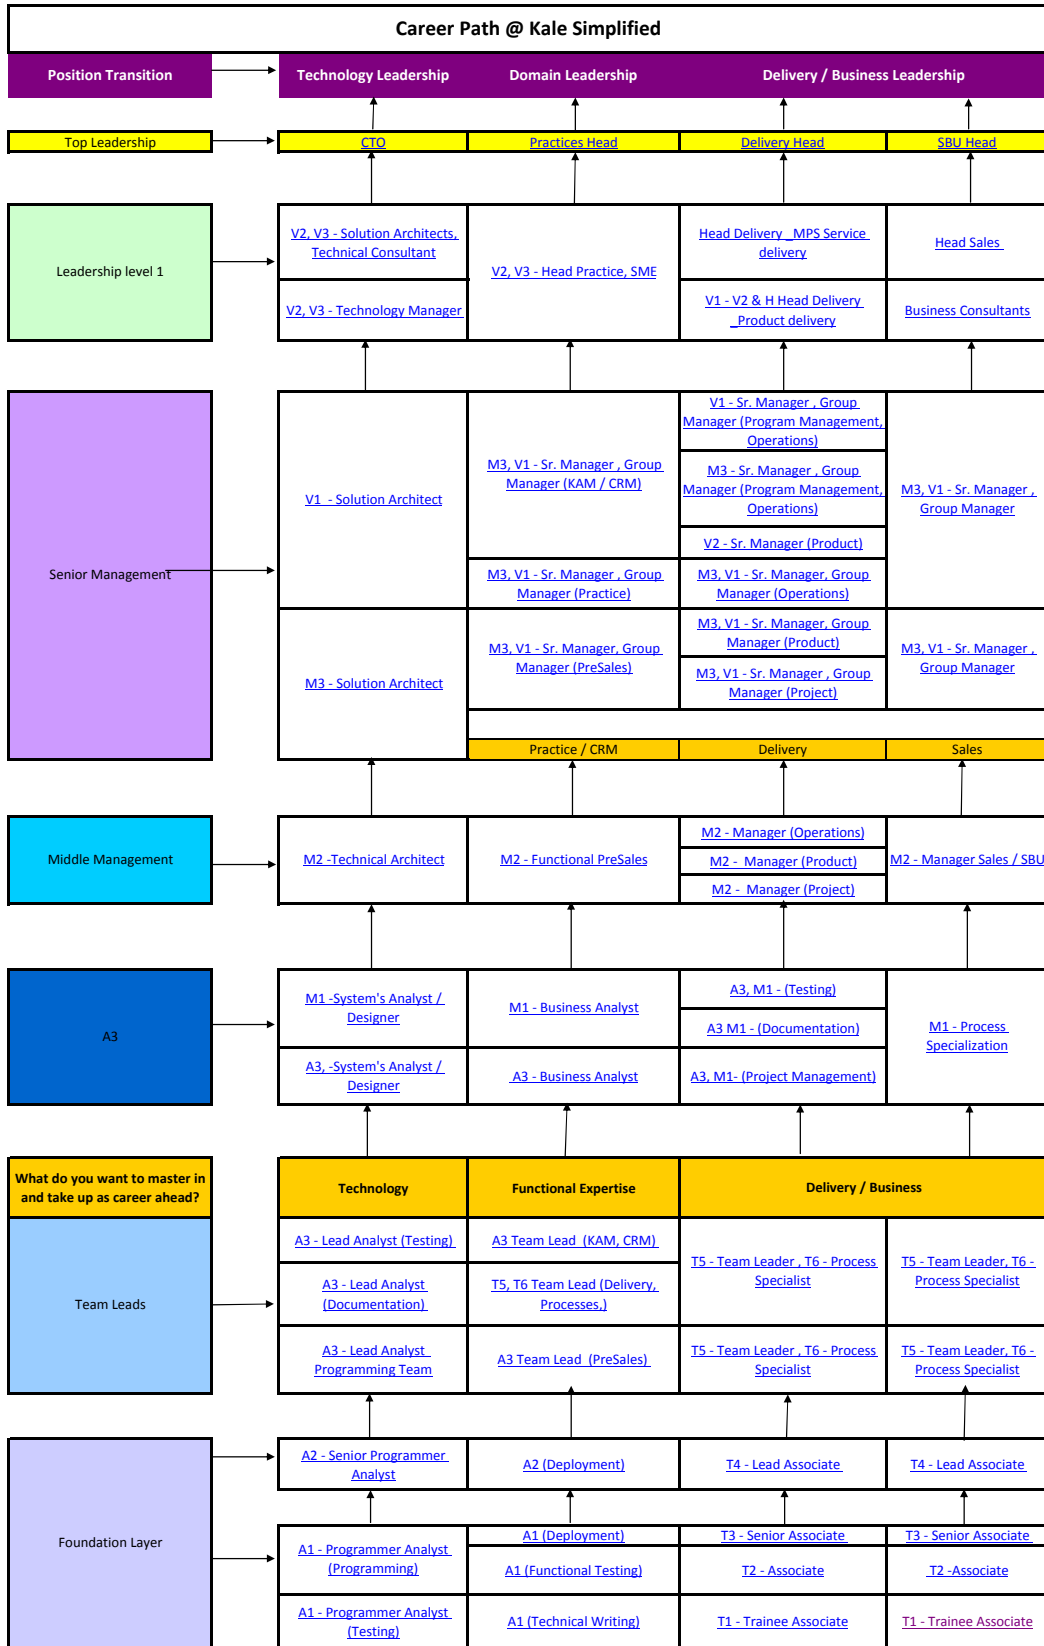 Career Path @ Kale Simplified
Position Transition
Technology Leadership
Domain Leadership
Delivery / Business Leadership
Top Leadership
CTO
Practices Head
Delivery Head
SBU Head
Leadership level 1
V2, V3 - Solution Architects,
Technical Consultant
V2, V3 - Technology Manager
V2, V3 - Head Practice, SME
Head Delivery _MPS Service
delivery
V1 - V2 & H Head Delivery
_Product delivery
Head Sales
Business Consultants
Senior Management
V1  - Solution Architect
M3 - Solution Architect
M3, V1 - Sr. Manager , Group
Manager (KAM / CRM)
M3, V1 - Sr. Manager , Group
Manager (Practice)
M3, V1 - Sr. Manager, Group
Manager (PreSales)
V1 - Sr. Manager , Group
Manager (Program Management,
Operations)
M3 - Sr. Manager , Group
Manager (Program Management,
Operations)
V2 - Sr. Manager (Product)
M3, V1 - Sr. Manager, Group
Manager (Operations)
M3, V1 - Sr. Manager, Group
Manager (Product)
M3, V1 - Sr. Manager , Group
Manager (Project)
M3, V1 - Sr. Manager ,
Group Manager
M3, V1 - Sr. Manager ,
Group Manager
Practice / CRM
Delivery
Sales
Middle Management
M2 -Technical Architect
M2 - Functional PreSales
M2 - Manager (Operations)
M2 -  Manager (Product)
M2 -  Manager (Project)
M2 - Manager Sales / SBU
A3
M1 -System's Analyst /
Designer
A3, -System's Analyst /
Designer
M1 - Business Analyst
A3 - Business Analyst
A3, M1 - (Testing)
A3 M1 - (Documentation)
A3, M1- (Project Management)
M1 - Process
Specialization
What do you want to master in
and take up as career ahead?
Technology
Functional Expertise
Delivery / Business
Team Leads
A3 - Lead Analyst (Testing)
A3 - Lead Analyst
(Documentation)
A3 - Lead Analyst
Programming Team
A3 Team Lead  (KAM, CRM)
T5, T6 Team Lead (Delivery,
Processes,)
A3 Team Lead  (PreSales)
T5 - Team Leader , T6 - Process
Specialist
T5 - Team Leader , T6 - Process
Specialist
T5 - Team Leader, T6 -
Process Specialist
T5 - Team Leader, T6 -
Process Specialist
Foundation Layer
A2 - Senior Programmer
Analyst
A2 (Deployment)
T4 - Lead Associate
T4 - Lead Associate
A1 - Programmer Analyst
(Programming)
A1 - Programmer Analyst
(Testing)
A1 (Deployment)
A1 (Functional Testing)
A1 (Technical Writing)
T3 - Senior Associate
T2 - Associate
T1 - Trainee Associate
T3 - Senior Associate
T2 -Associate
T1 - Trainee Associate